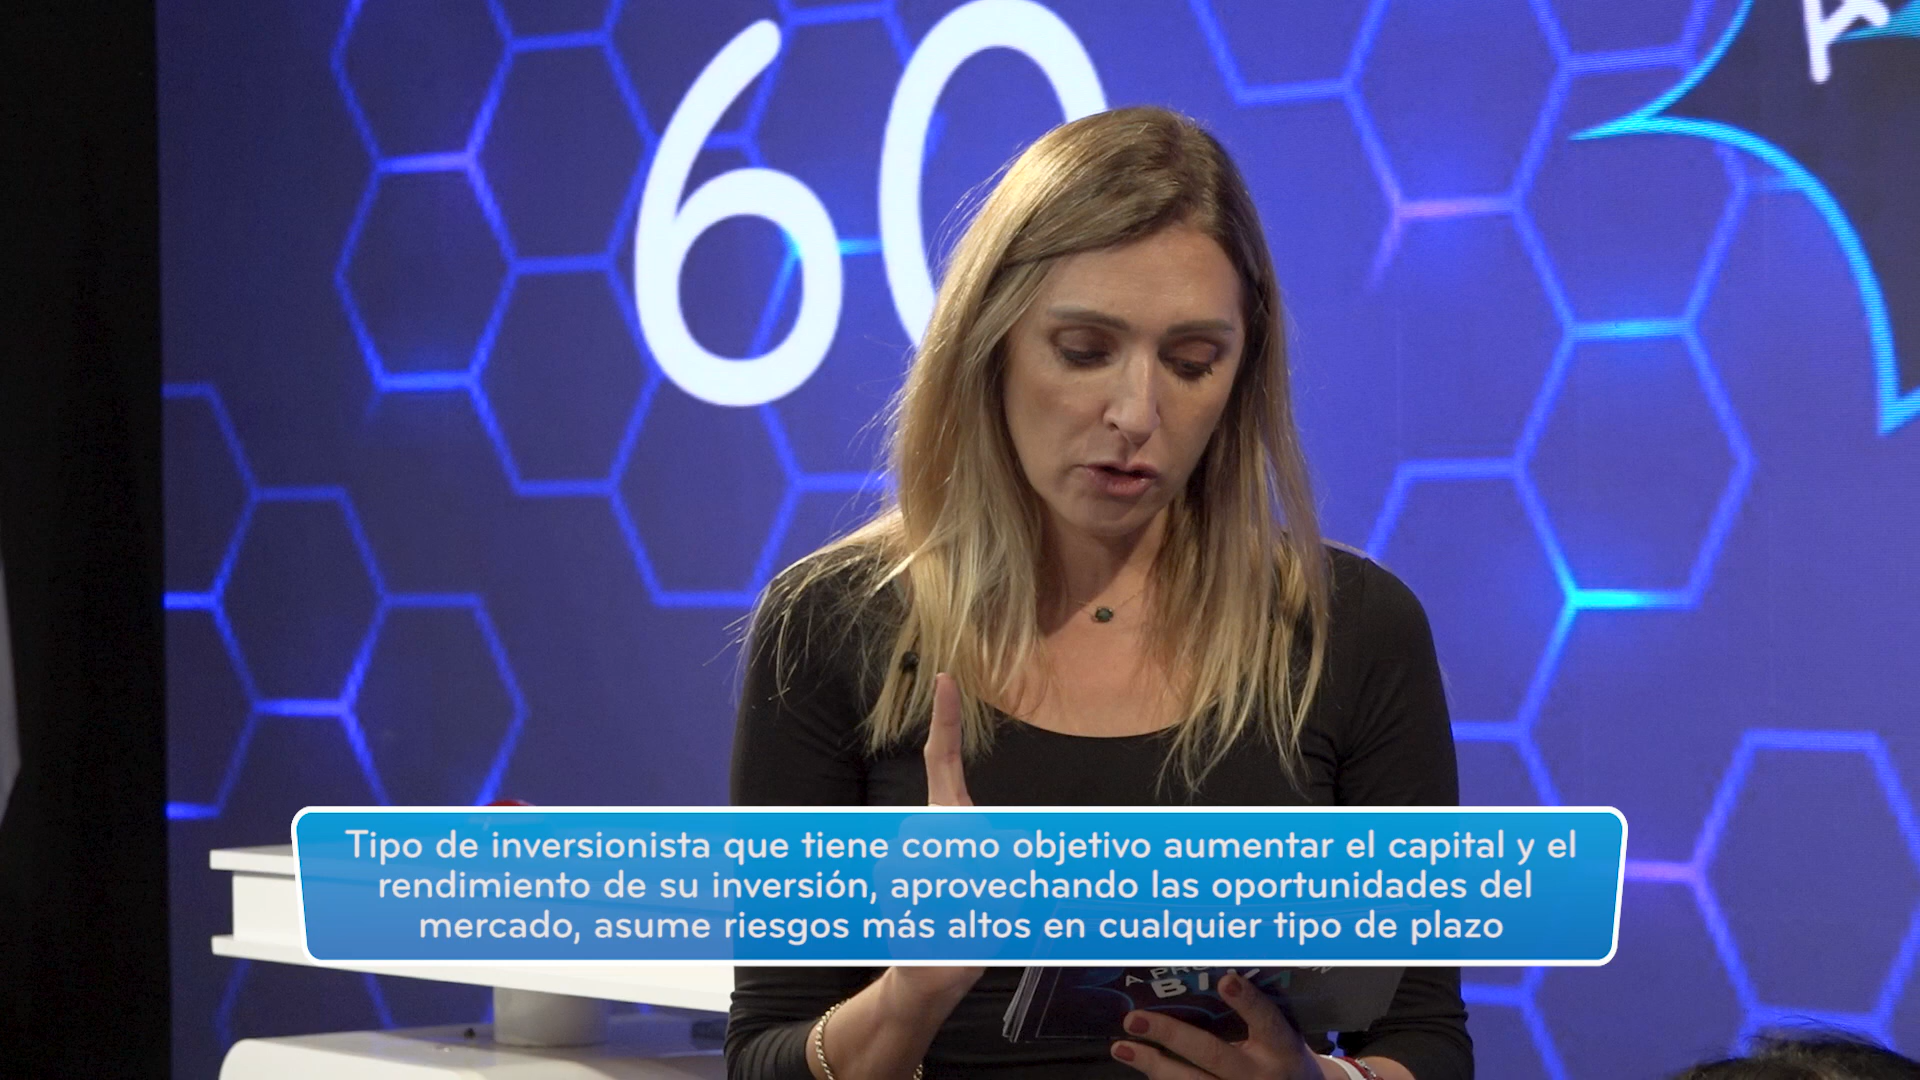 60
Tipo de inversionista que tiene como objetivo aumentar el capital y el
rendimiento de su inversión, aprovechando las oportunidades del
mercado, asume riesgos más altos en cualquier tipo de plazo
A